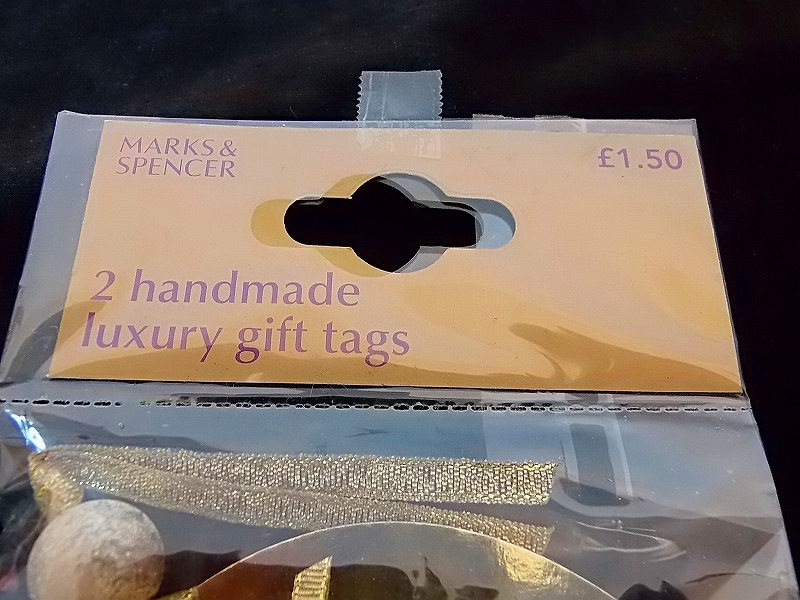 MARKS &
SPENCER
£1.50
2 handmade
luxury gift tags